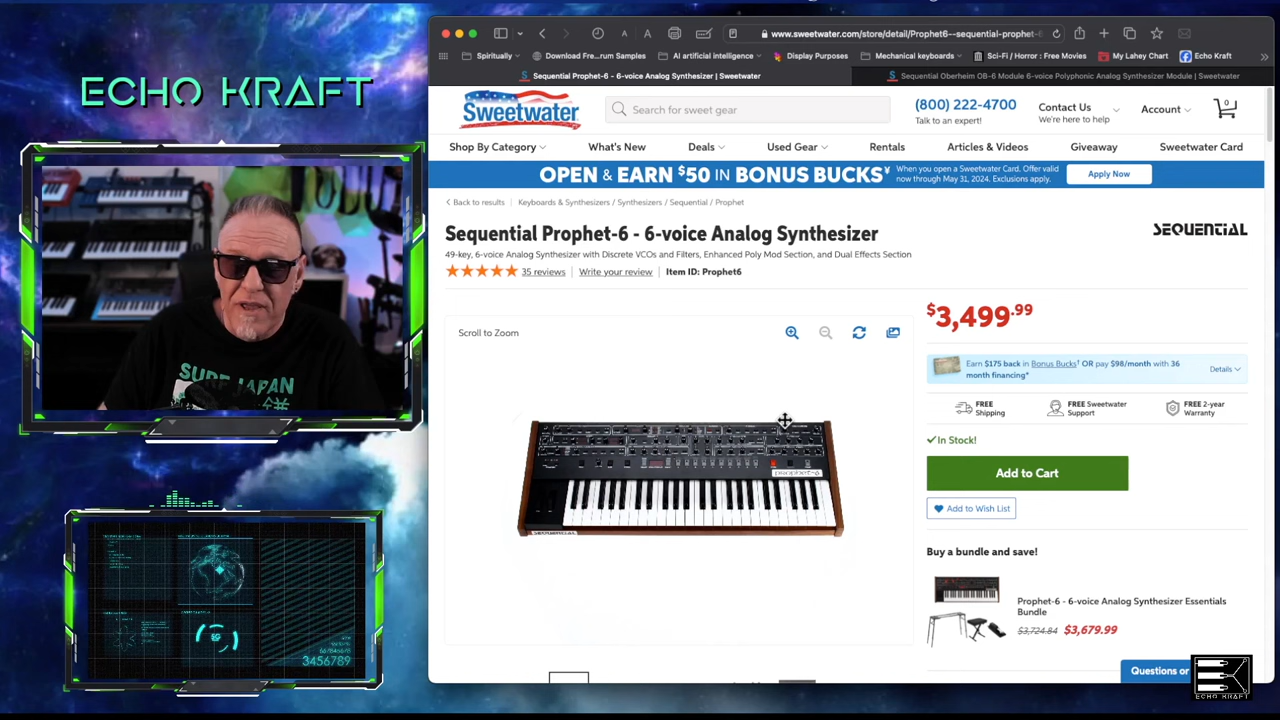 ECHO KRAFT
SURF JAPAN
3456789
www.sweetwater.com/store/detail/Prophet6--sequential-prophet-6
Spiritually
Download Fre...rum Samples
AI artificial intelligence
Display Purposes
Mechanical keyboards
Sci-Fi / Horror : Free Movies
My Lahey Chart
Echo Kraft
Sequential Prophet-6 - 6-voice Analog Synthesizer | Sweetwater
Sequential Oberheim OB-6 Module 6-voice Polyphonic Analog Synthesizer Module | Sweetwater
Sweetwater
Search for sweet gear
(800) 222-4700
Talk to an expert!
Contact Us
We're here to help
Account
0
Shop By Category
What's New
Deals
Used Gear
Rentals
Articles & Videos
Giveaway
Sweetwater Card
OPEN & EARN $50 IN BONUS BUCKS¥
When you open a Sweetwater Card. Offer valid
now through May 31, 2024. Exclusions apply.
Apply Now
Back to results
Keyboards & Synthesizers / Synthesizers / Sequential / Prophet
Sequential Prophet-6 - 6-voice Analog Synthesizer
SEQUENTIAL
49-key, 6-voice Analog Synthesizer with Discrete VCOs and Filters, Enhanced Poly Mod Section, and Dual Effects Section
35 reviews
Write your review
Item ID: Prophet6
Scroll to Zoom
$3,499.99
Earn $175 back in Bonus Bucks† OR pay $98/month with 36
month financing*
Details
FREE
Shipping
FREE Sweetwater
Support
FREE 2-year
Warranty
In Stock!
Add to Cart
Add to Wish List
prophet-6
SEQUENTIAL
Buy a bundle and save!
Prophet-6 - 6-voice Analog Synthesizer Essentials
Bundle
$3,724.84 $3,679.99
Questions or
ECHO KRAFT